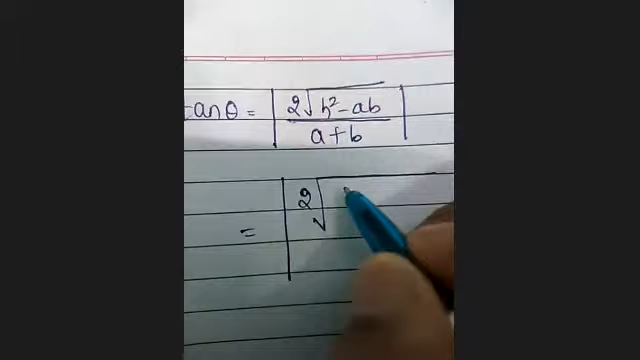 tanθ = | 2√h²-ab / a+b |
= | 2√